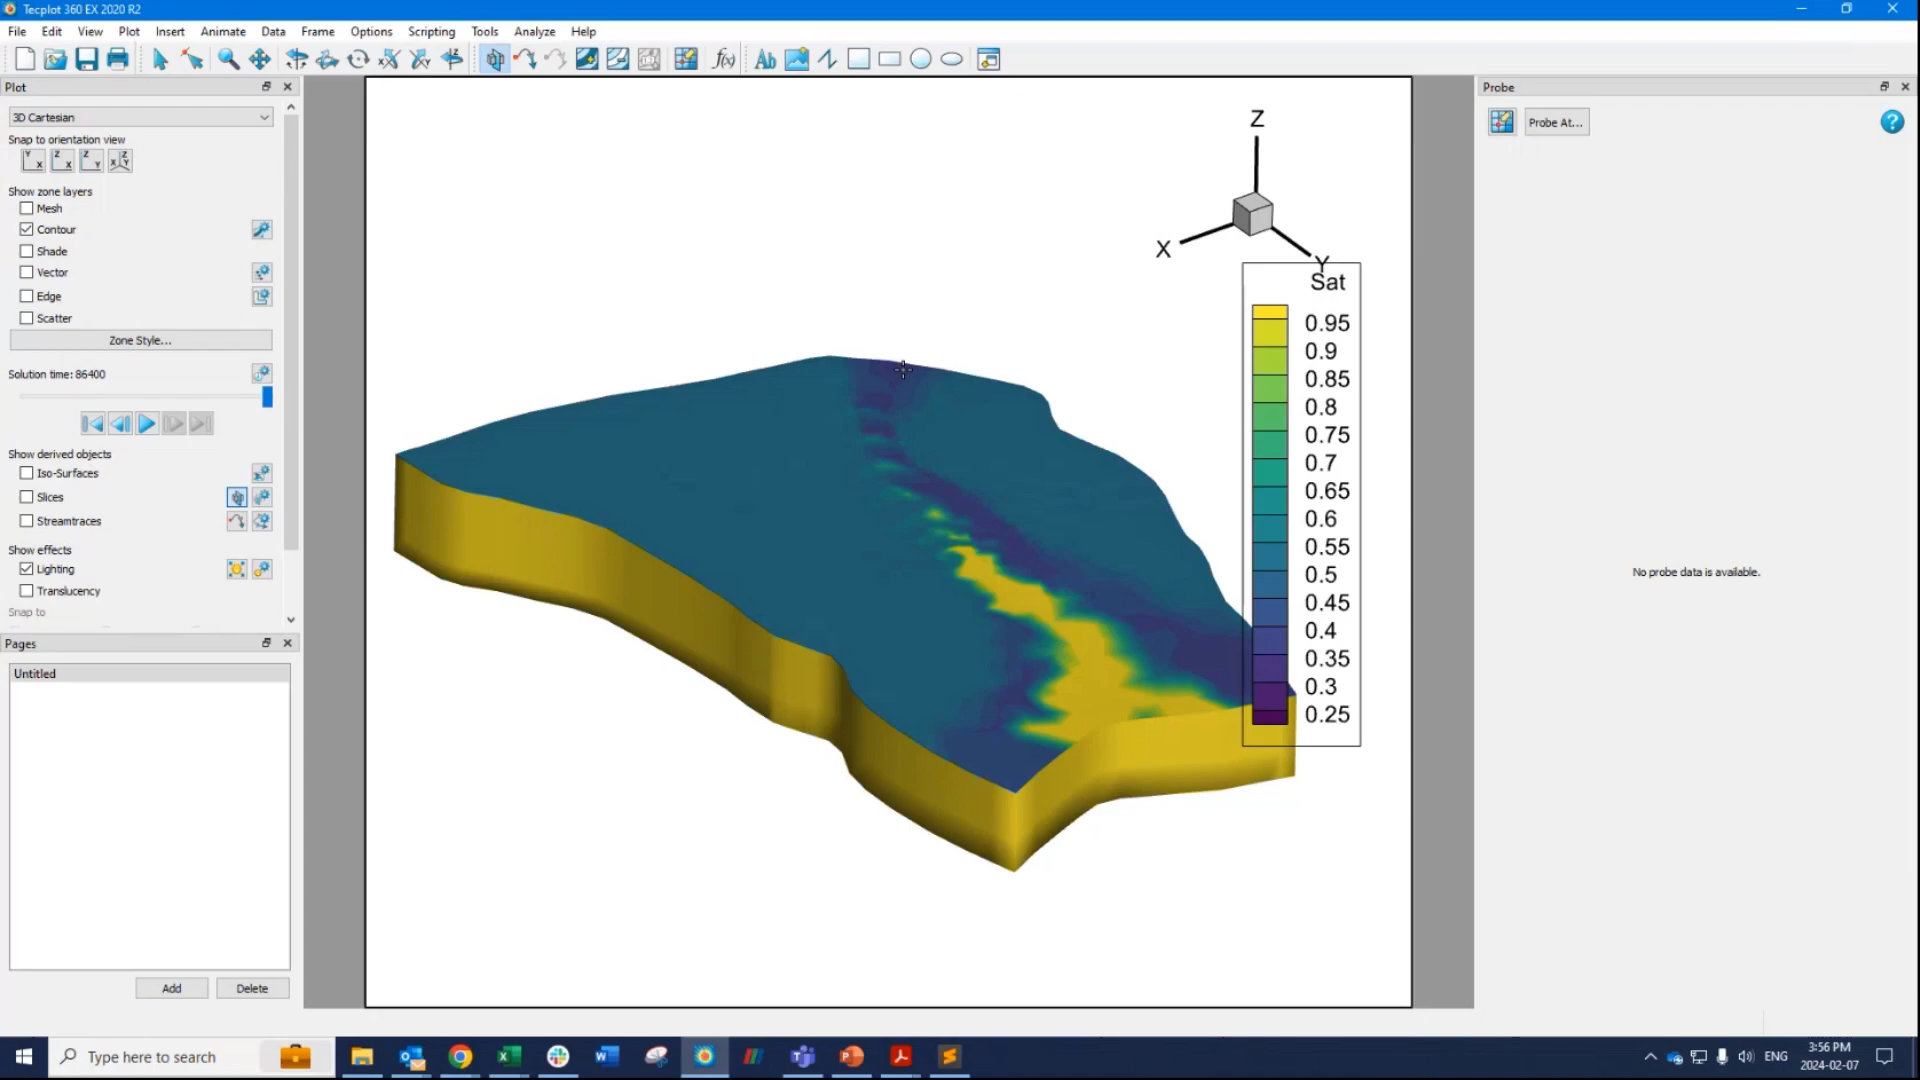 Tecplot 360 EX 2020 R2
File Edit View Plot Insert Animate Data Frame Options Scripting Tools Analyze Help
Plot
3D Cartesian
Snap to orientation view
Show zone layers
Mesh
Contour
Shade
Vector
Edge
Scatter
Zone Style...
Solution time: 86400
Show derived objects
Iso-Surfaces
Slices
Streamtraces
Show effects
Lighting
Translucency
Snap to
Pages
Untitled
Add Delete
Z
X
Y
Sat
0.95
0.9
0.85
0.8
0.75
0.7
0.65
0.6
0.55
0.5
0.45
0.4
0.35
0.3
0.25
Probe
Probe At...
No probe data is available.
Type here to search
ENG
3:56 PM
2024-02-07